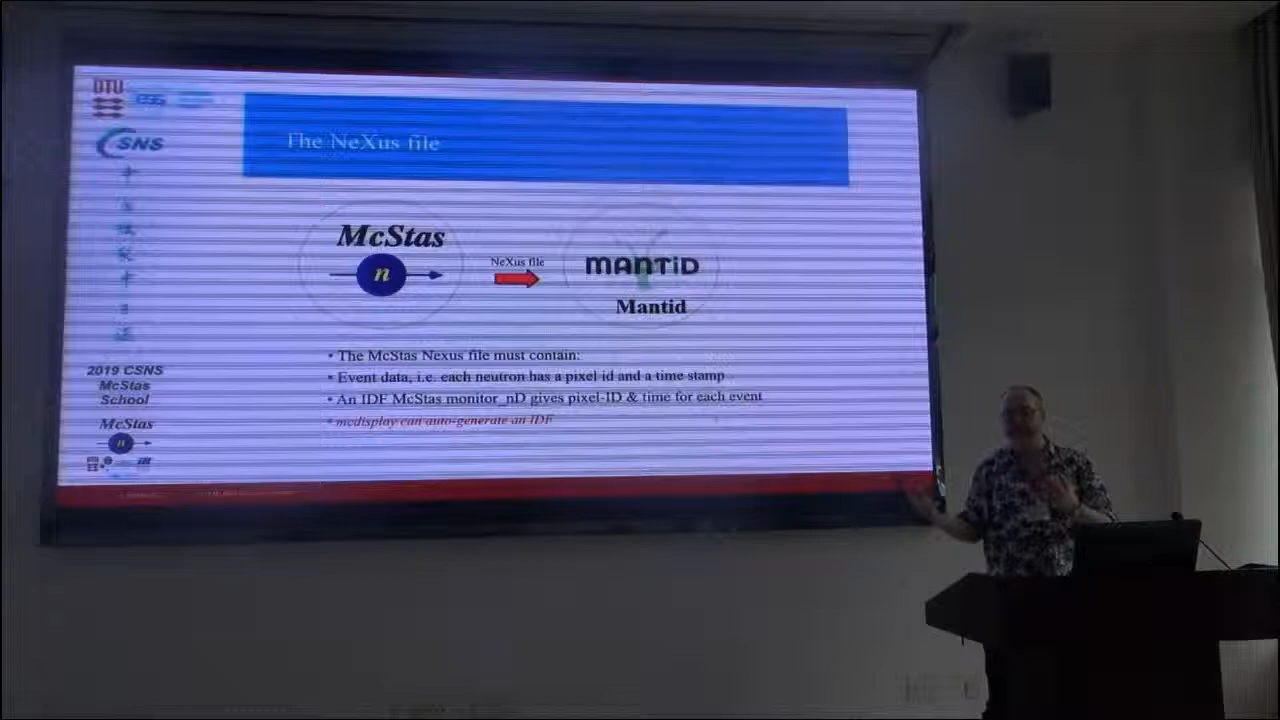 DTU
ess
CSNS
The NeXus file
McStas
n
NeXus file
MANTiD
Mantid
• The McStas Nexus file must contain:
• Event data, i.e. each neutron has a pixel id and a time stamp
• An IDF McStas monitor_nD gives pixel-ID & time for each event
• mcdisplay can auto-generate an IDF
2019 CSNS
McStas
School
McStas
n